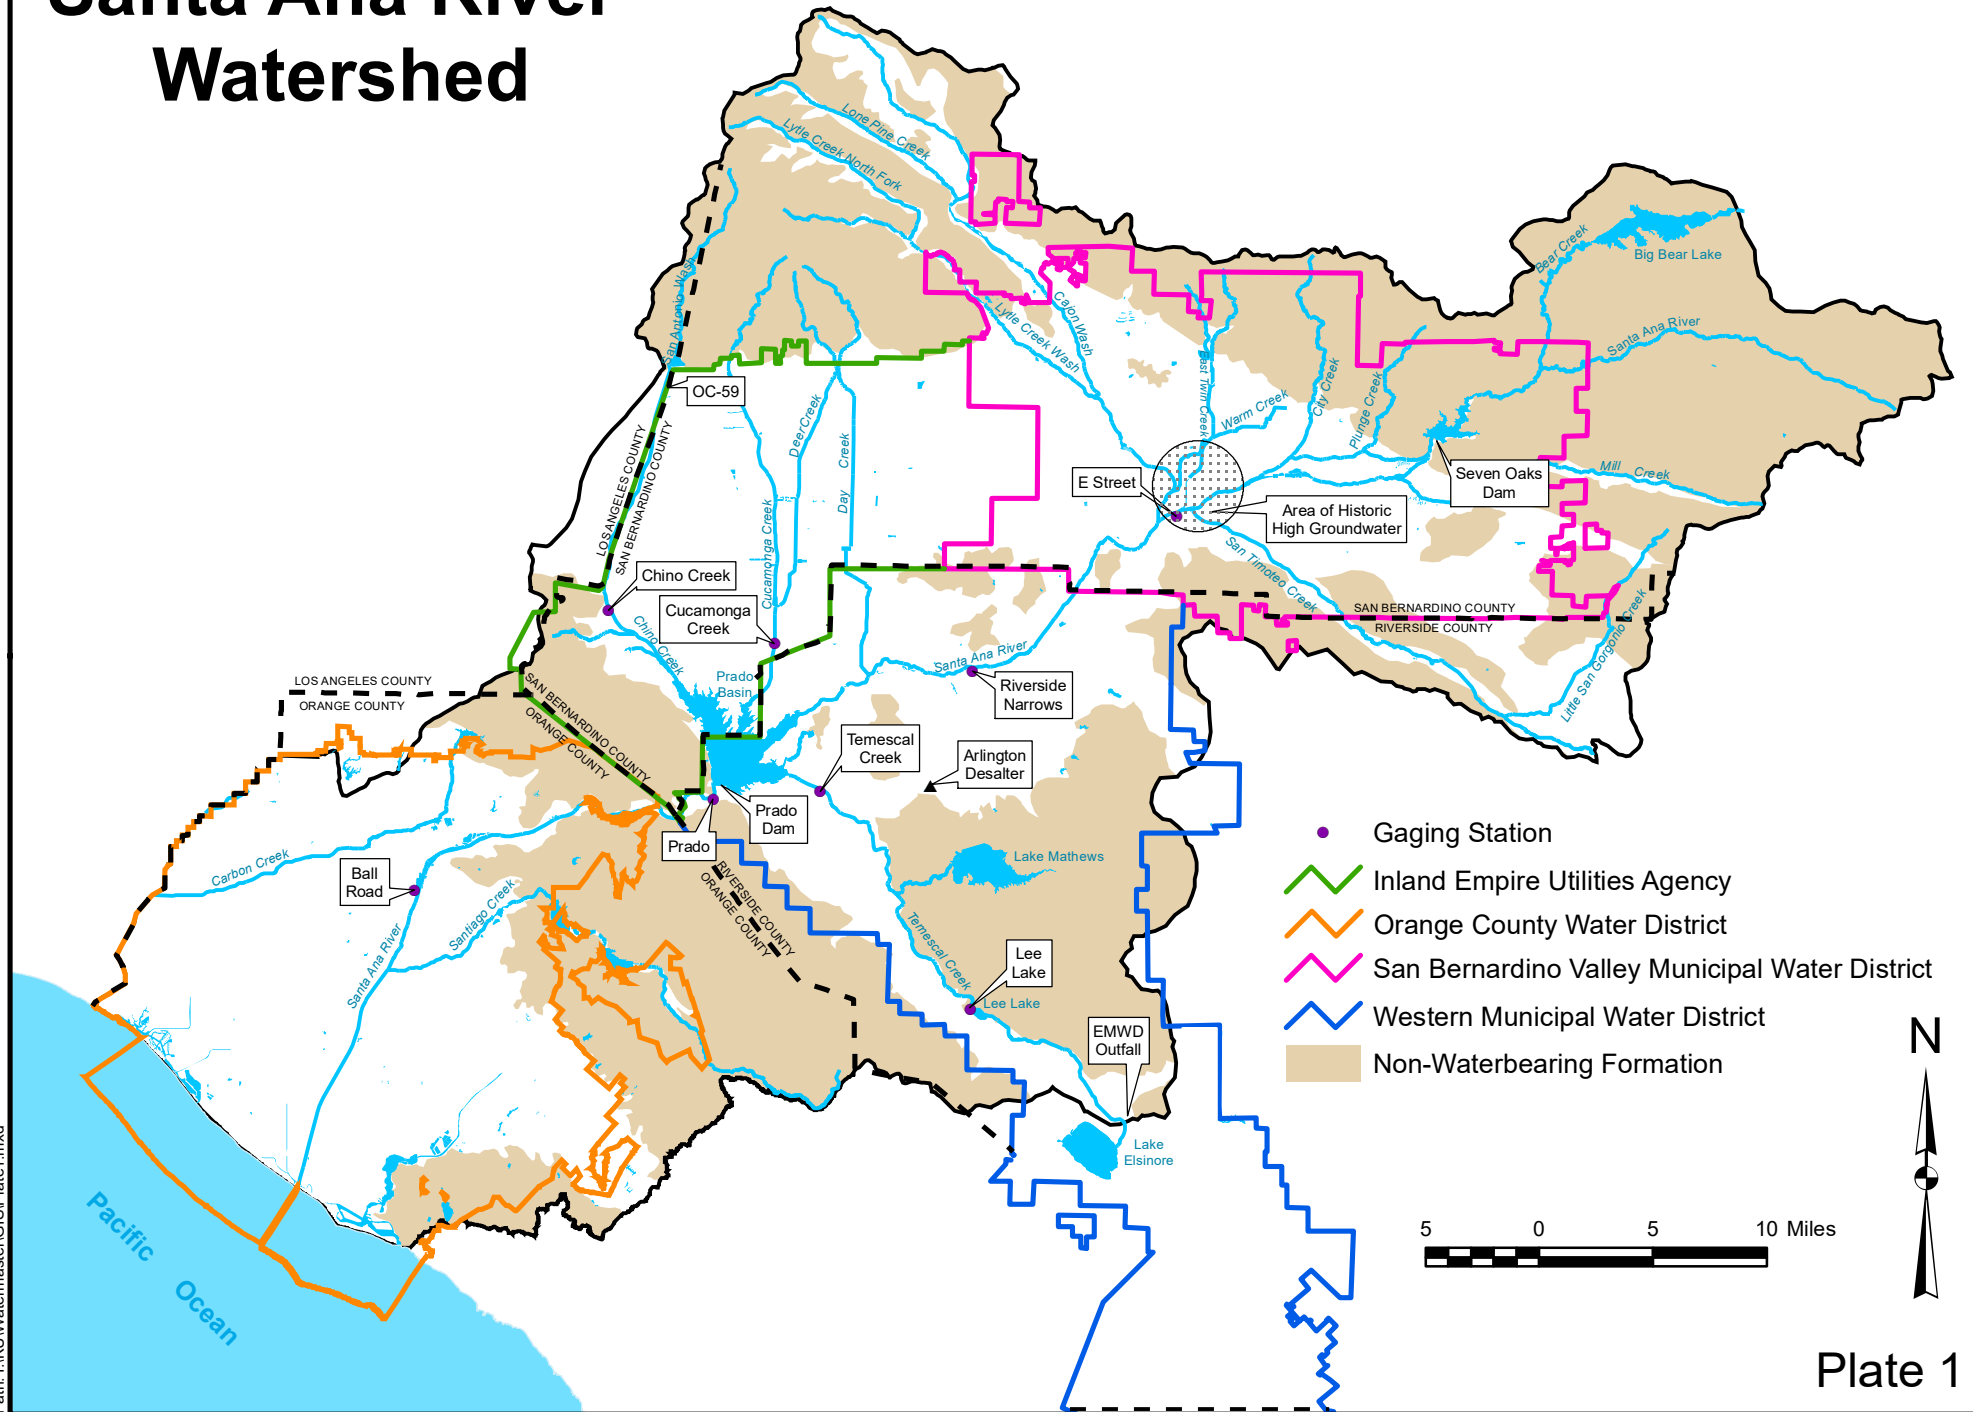 Santa Ana River
Watershed
Lone Pine Creek
Lytle Creek North Fork
San Antonio Wash
Cajon Wash
Lytle Creek Wash
East Twin Creek
Warm Creek
City Creek
Plunge Creek
Bear Creek
Big Bear Lake
Santa Ana River
Mill Creek
OC-59
Deer Creek
Day Creek
Cucamonga Creek
LOS ANGELES COUNTY
SAN BERNARDINO COUNTY
E Street
Seven Oaks
Dam
Area of Historic
High Groundwater
San Timoteo Creek
Chino Creek
Cucamonga
Creek
Chino Creek
SAN BERNARDINO COUNTY
RIVERSIDE COUNTY
Little San Gorgonio Creek
Santa Ana River
Riverside
Narrows
Prado
Basin
LOS ANGELES COUNTY
ORANGE COUNTY
SAN BERNARDINO COUNTY
ORANGE COUNTY
Temescal
Creek
Arlington
Desalter
Prado
Dam
Prado
RIVERSIDE COUNTY
ORANGE COUNTY
Lake Mathews
Carbon Creek
Ball
Road
Santiago Creek
Santa Ana River
Temescal Creek
Lee
Lake
Lee Lake
EMWD
Outfall
Lake
Elsinore
Pacific
Ocean
Gaging Station
Inland Empire Utilities Agency
Orange County Water District
San Bernardino Valley Municipal Water District
Western Municipal Water District
Non-Waterbearing Formation
N
5 0 5 10 Miles
Plate 1